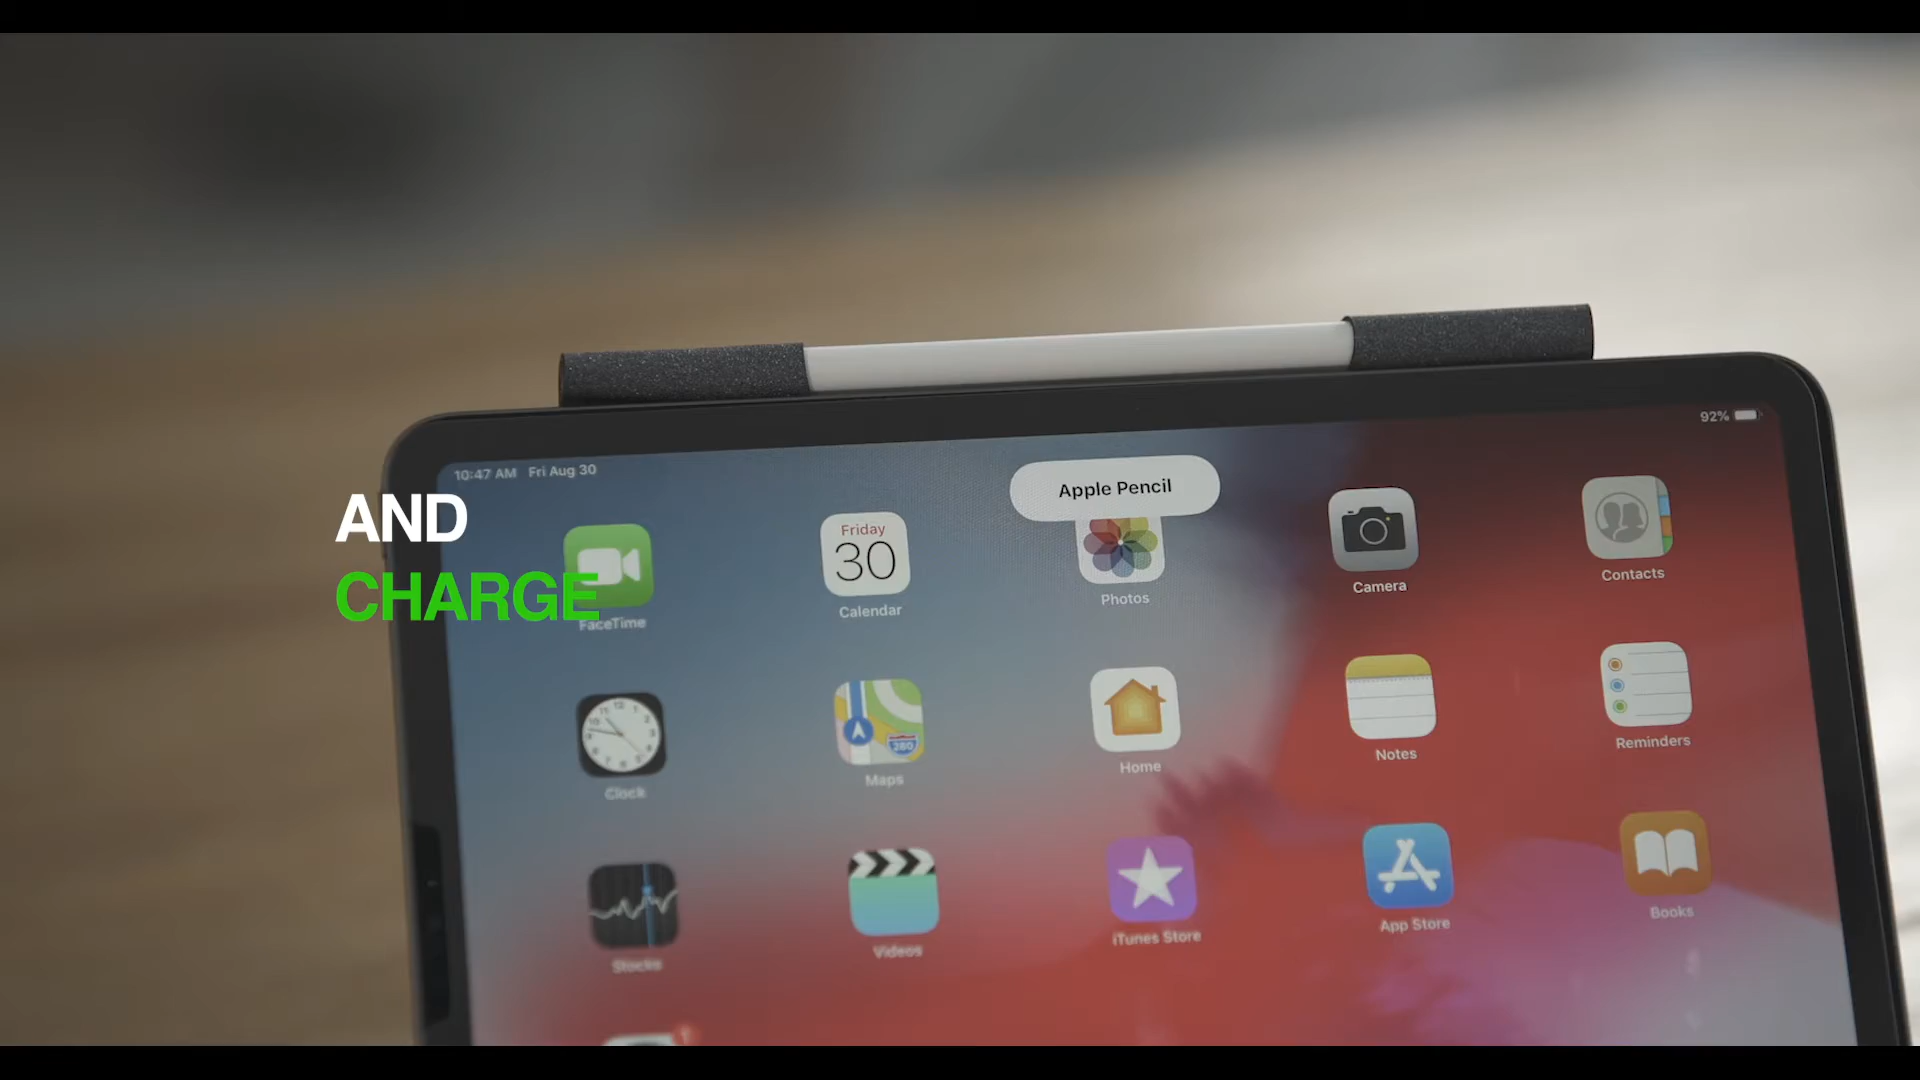 10:47 AM Fri Aug 30
92%
Apple Pencil
AND
CHARGE
Friday
30
FaceTime
Calendar
Photos
Camera
Contacts
280
Clock
Maps
Home
Notes
Reminders
Stocks
Videos
iTunes Store
App Store
Books